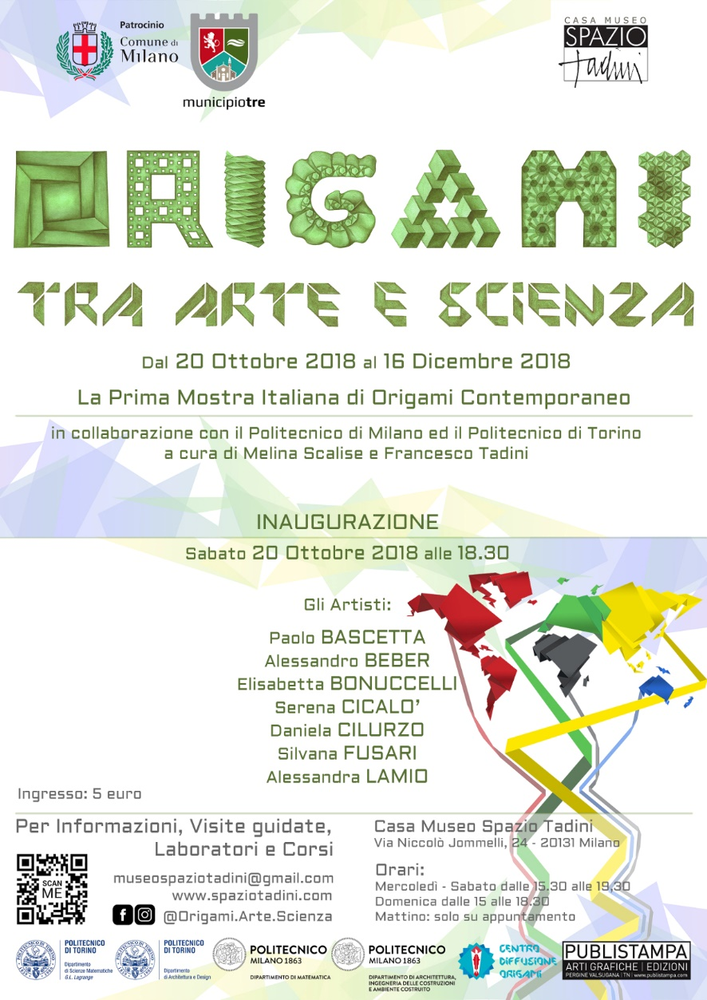 Patrocinio
Comune di
Milano
municipiotre
CASA MUSEO
SPAZIO
Tadini
ORIGAMI
TRA ARTE E SCIENZA
Dal 20 Ottobre 2018 al 16 Dicembre 2018
La Prima Mostra Italiana di Origami Contemporaneo
in collaborazione con il Politecnico di Milano ed il Politecnico di Torino
a cura di Melina Scalise e Francesco Tadini
INAUGURAZIONE
Sabato 20 Ottobre 2018 alle 18.30
Gli Artisti:
Paolo BASCETTA
Alessandro BEBER
Elisabetta BONUCCELLI
Serena CICALO’
Daniela CILURZO
Silvana FUSARI
Alessandra LAMIO
Ingresso: 5 euro
Per Informazioni, Visite guidate,
Laboratori e Corsi
SCAN
ME
museospaziotadini@gmail.com
www.spaziotadini.com
@Origami.Arte.Scienza
Casa Museo Spazio Tadini
Via Niccolò Jommelli, 24 - 20131 Milano
Orari:
Mercoledì - Sabato dalle 15.30 alle 19,30
Domenica dalle 15 alle 18.30
Mattino: solo su appuntamento
POLITECNICO
DI TORINO
Dipartimento
di Scienze Matematiche
G.L. Lagrange
POLITECNICO
DI TORINO
Dipartimento
di Architettura e Design
POLITECNICO
MILANO 1863
DIPARTIMENTO DI MATEMATICA
POLITECNICO
MILANO 1863
DIPARTIMENTO DI ARCHITETTURA,
INGEGNERIA DELLE COSTRUZIONI
E AMBIENTE COSTRUITO
CENTRO
DIFFUSIONE
ORIGAMI
PUBLISTAMPA
ARTI GRAFICHE | EDIZIONI
PERGINE VALSUGANA | TN | www.publistampa.com